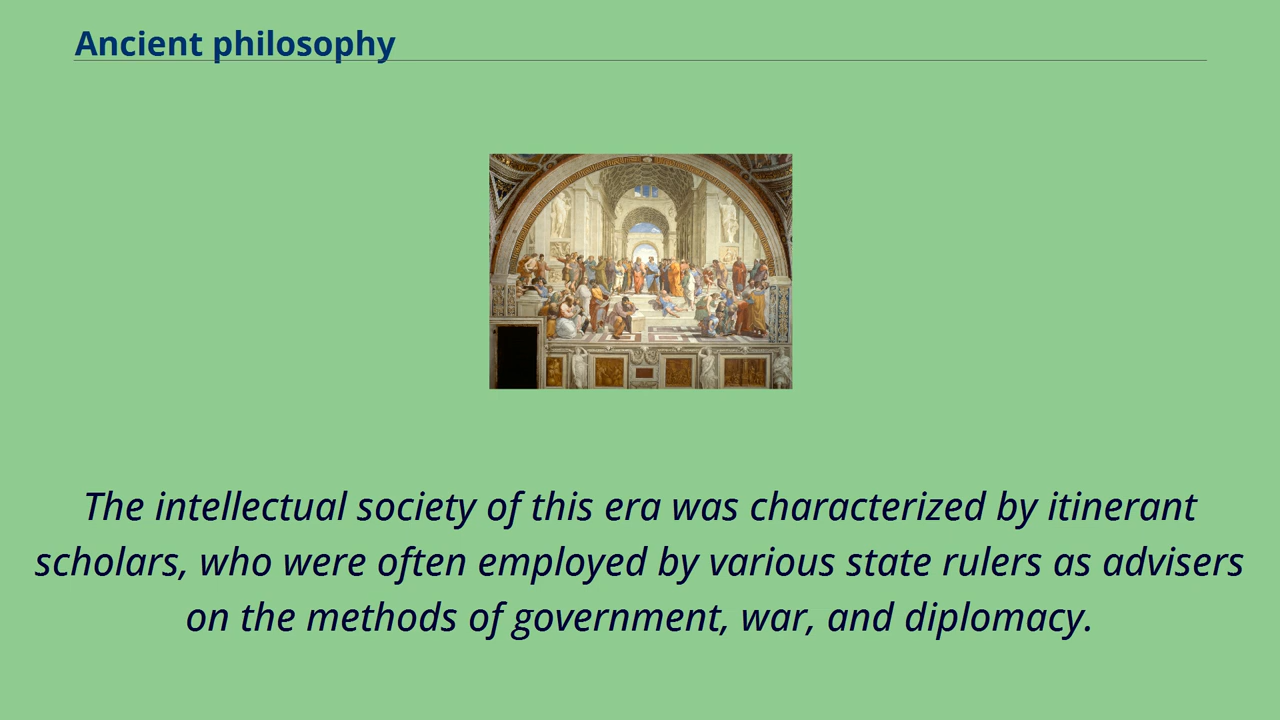 Ancient philosophy
The intellectual society of this era was characterized by itinerant
scholars, who were often employed by various state rulers as advisers
on the methods of government, war, and diplomacy.